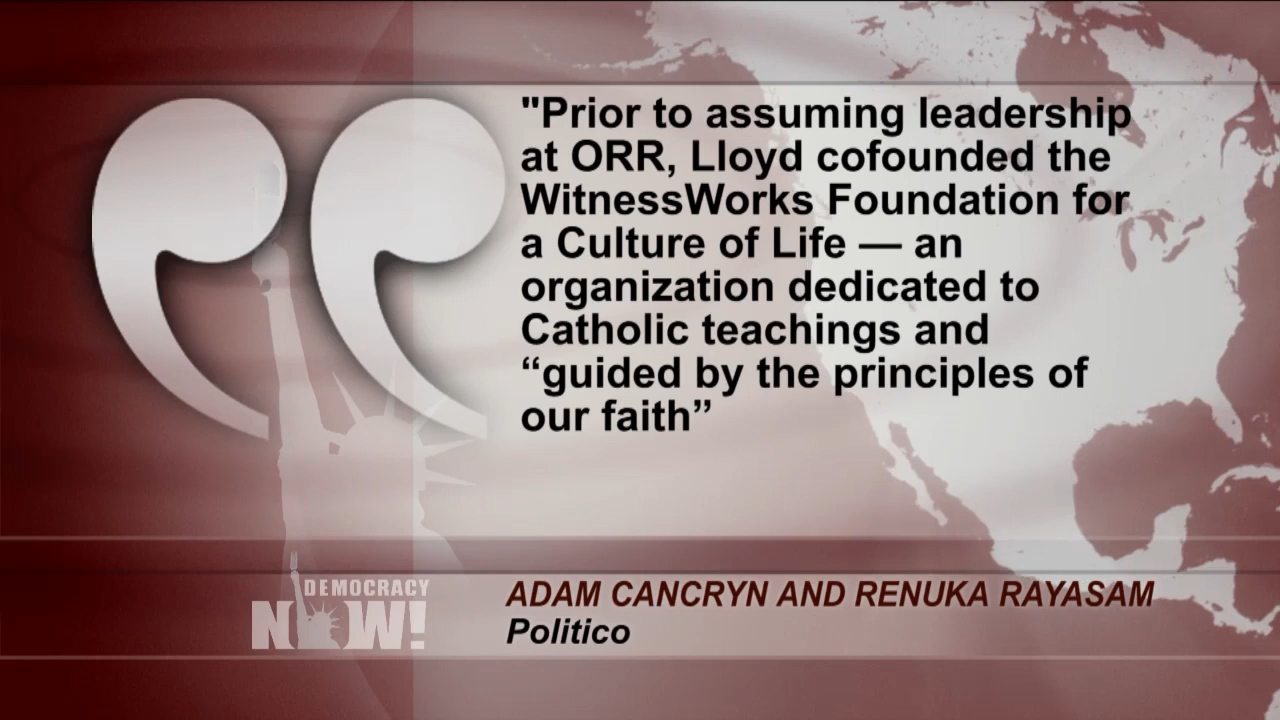 "Prior to assuming leadership
at ORR, Lloyd cofounded the
WitnessWorks Foundation for
a Culture of Life — an
organization dedicated to
Catholic teachings and
“guided by the principles of
our faith”
DEMOCRACY
NOW!
ADAM CANCRYN AND RENUKA RAYASAM
Politico